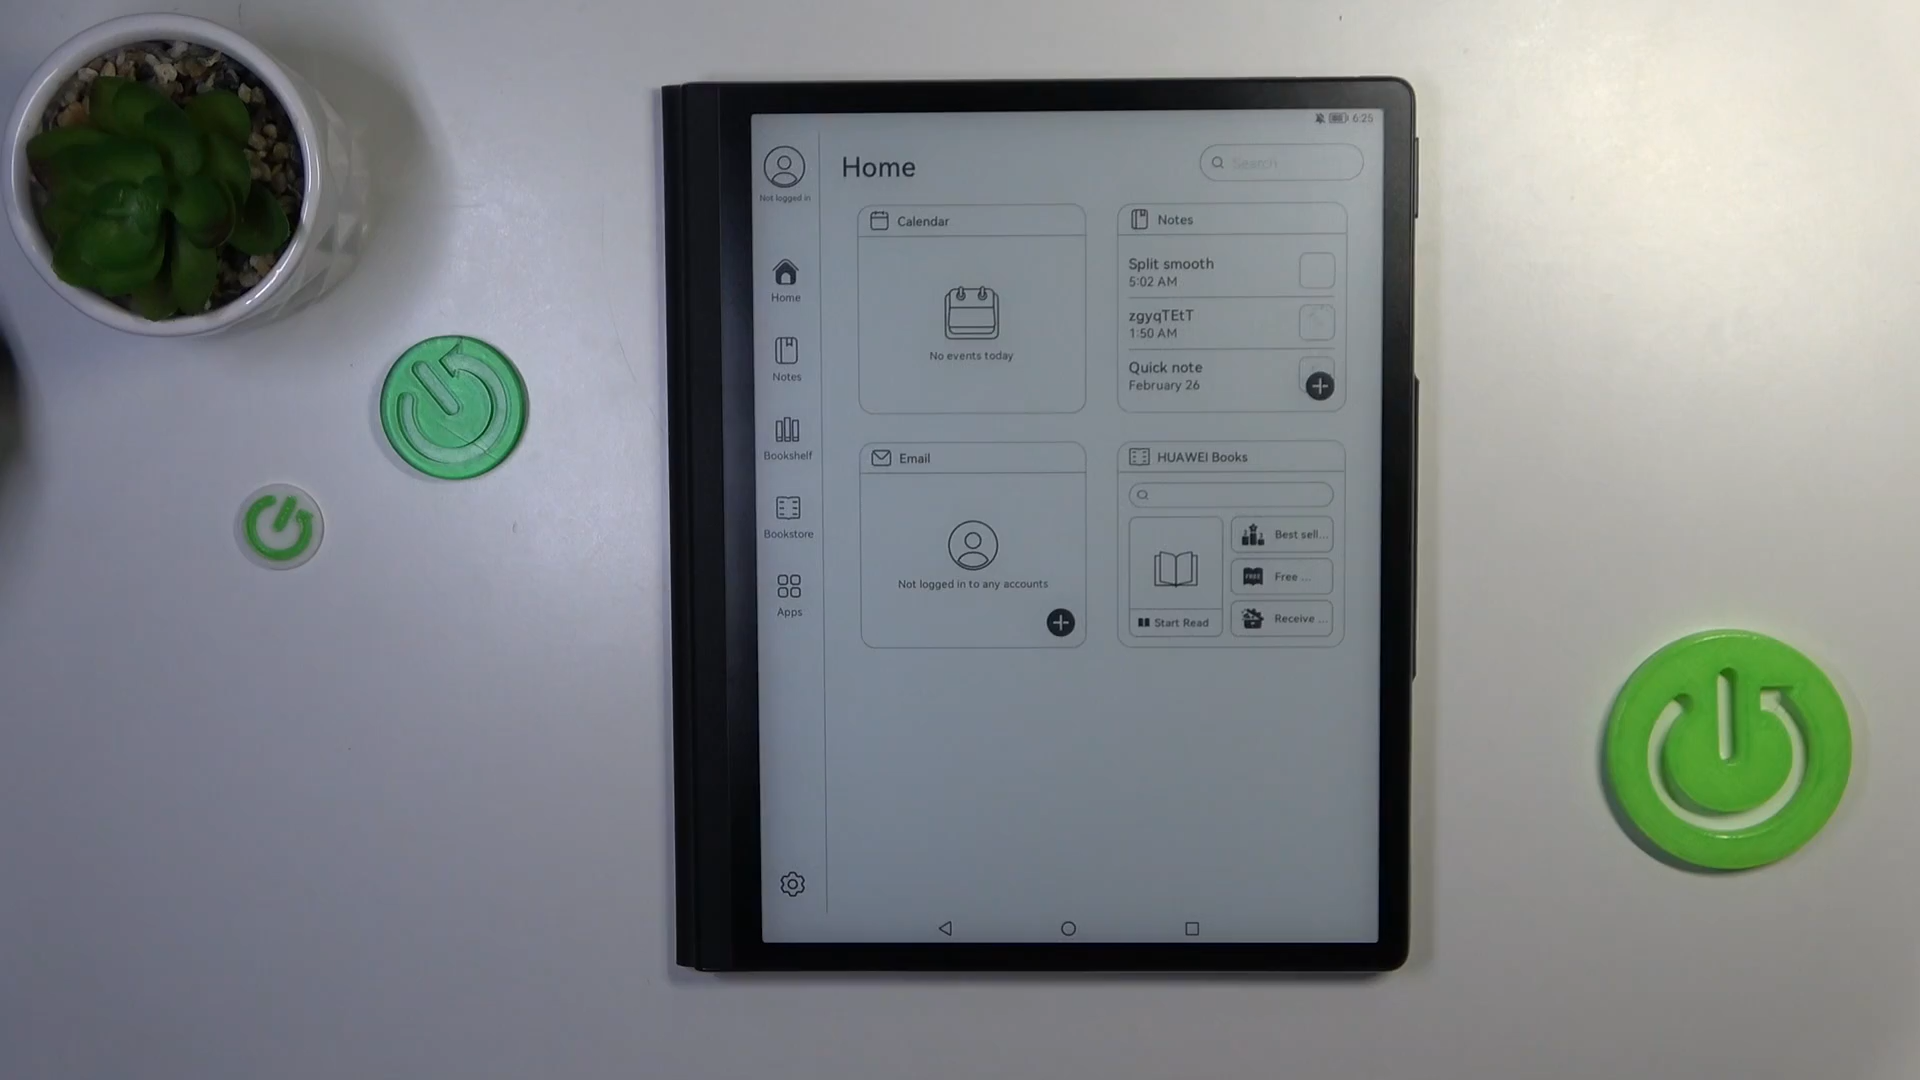 6:25
Not logged in
Home
Search
Calendar
No events today
Notes
Split smooth
5:02 AM
zgyqTEtT
1:50 AM
Quick note
February 26
Home
Notes
Bookshelf
Bookstore
Apps
Email
Not logged in to any accounts
HUAWEI Books
Best sell...
FREE
Free ...
Start Read
Receive ...